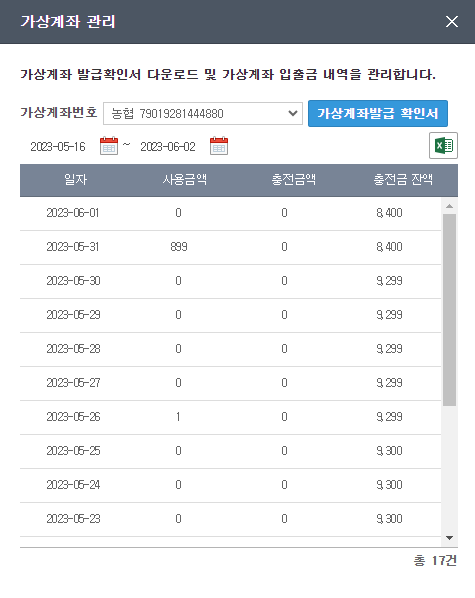 가상계좌 관리
가상계좌 발급확인서 다운로드 및 가상계좌 입출금 내역을 관리합니다.
가상계좌번호 농협 79019281444880 가상계좌발급 확인서
2023-05-16 ~ 2023-06-02
일자 사용금액 충전금액 충전금 잔액
2023-06-01 0 0 8,400
2023-05-31 899 0 8,400
2023-05-30 0 0 9,299
2023-05-29 0 0 9,299
2023-05-28 0 0 9,299
2023-05-27 0 0 9,299
2023-05-26 1 0 9,299
2023-05-25 0 0 9,300
2023-05-24 0 0 9,300
2023-05-23 0 0 9,300
총 17건